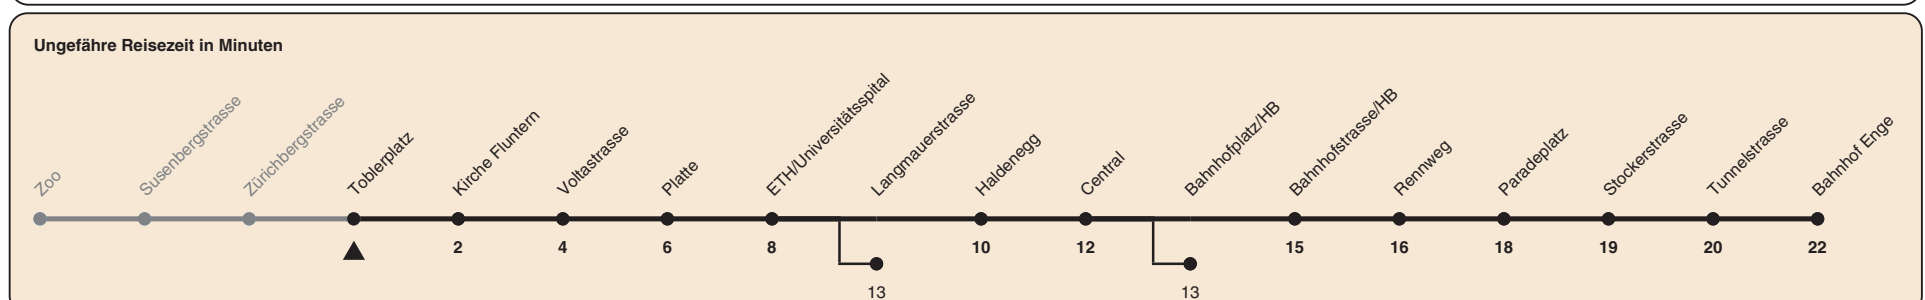 Ungefähre Reisezeit in Minuten
Zoo
Susenbergstrasse
Zürichbergstrasse
Toblerplatz
Kirche Fluntern
Voltastrasse
Platte
ETH/Universitätsspital
Langmauerstrasse
Haldenegg
Central
Bahnhofplatz/HB
Bahnhofstrasse/HB
Rennweg
Paradeplatz
Stockerstrasse
Tunnelstrasse
Bahnhof Enge
2 4 6 8 10 12 15 16 18 19 20 22
13 13